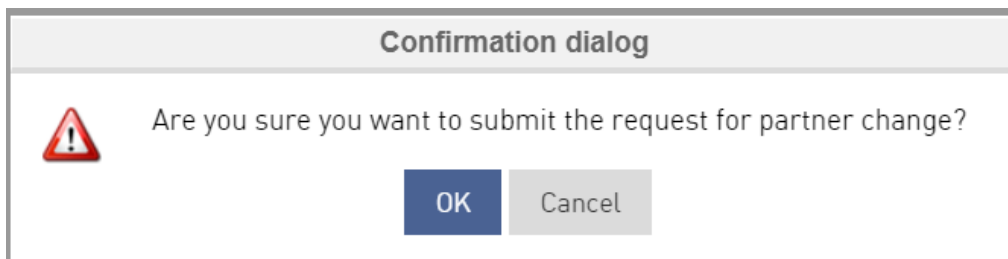 Confirmation dialog
Are you sure you want to submit the request for partner change?
OK Cancel